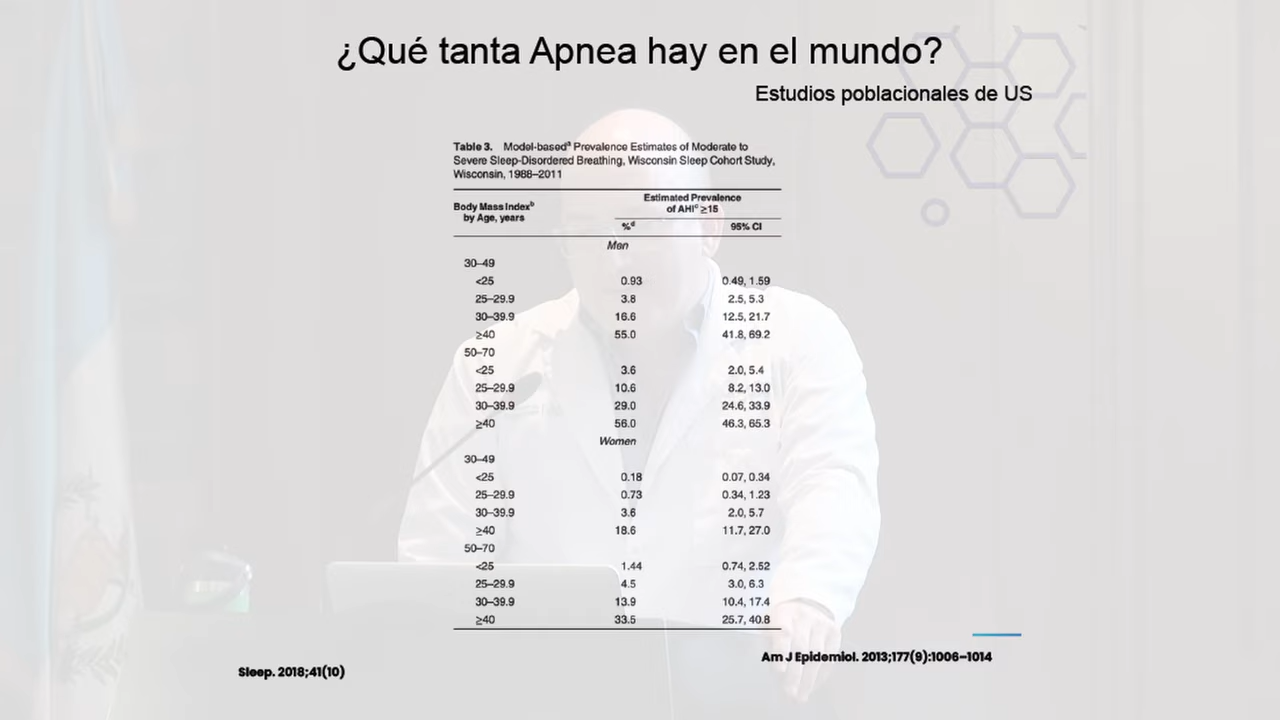 ¿Qué tanta Apnea hay en el mundo?
Estudios poblacionales de US
Table 3. Model-basedᵃ Prevalence Estimates of Moderate to
Severe Sleep-Disordered Breathing, Wisconsin Sleep Cohort Study,
Wisconsin, 1988–2011
Body Mass Indexᵇ
by Age, years
Estimated Prevalence
of AHIᶜ ≥15
%ᵈ 95% CI
Men
30–49
<25 0.93 0.49, 1.59
25–29.9 3.8 2.5, 5.3
30–39.9 16.6 12.5, 21.7
≥40 55.0 41.8, 69.2
50–70
<25 3.6 2.0, 5.4
25–29.9 10.6 8.2, 13.0
30–39.9 29.0 24.6, 33.9
≥40 56.0 46.3, 65.3
Women
30–49
<25 0.18 0.07, 0.34
25–29.9 0.73 0.34, 1.23
30–39.9 3.6 2.0, 5.7
≥40 18.6 11.7, 27.0
50–70
<25 1.44 0.74, 2.52
25–29.9 4.5 3.0, 6.3
30–39.9 13.9 10.4, 17.4
≥40 33.5 25.7, 40.8
Am J Epidemiol. 2013;177(9):1006–1014
Sleep. 2018;41(10)